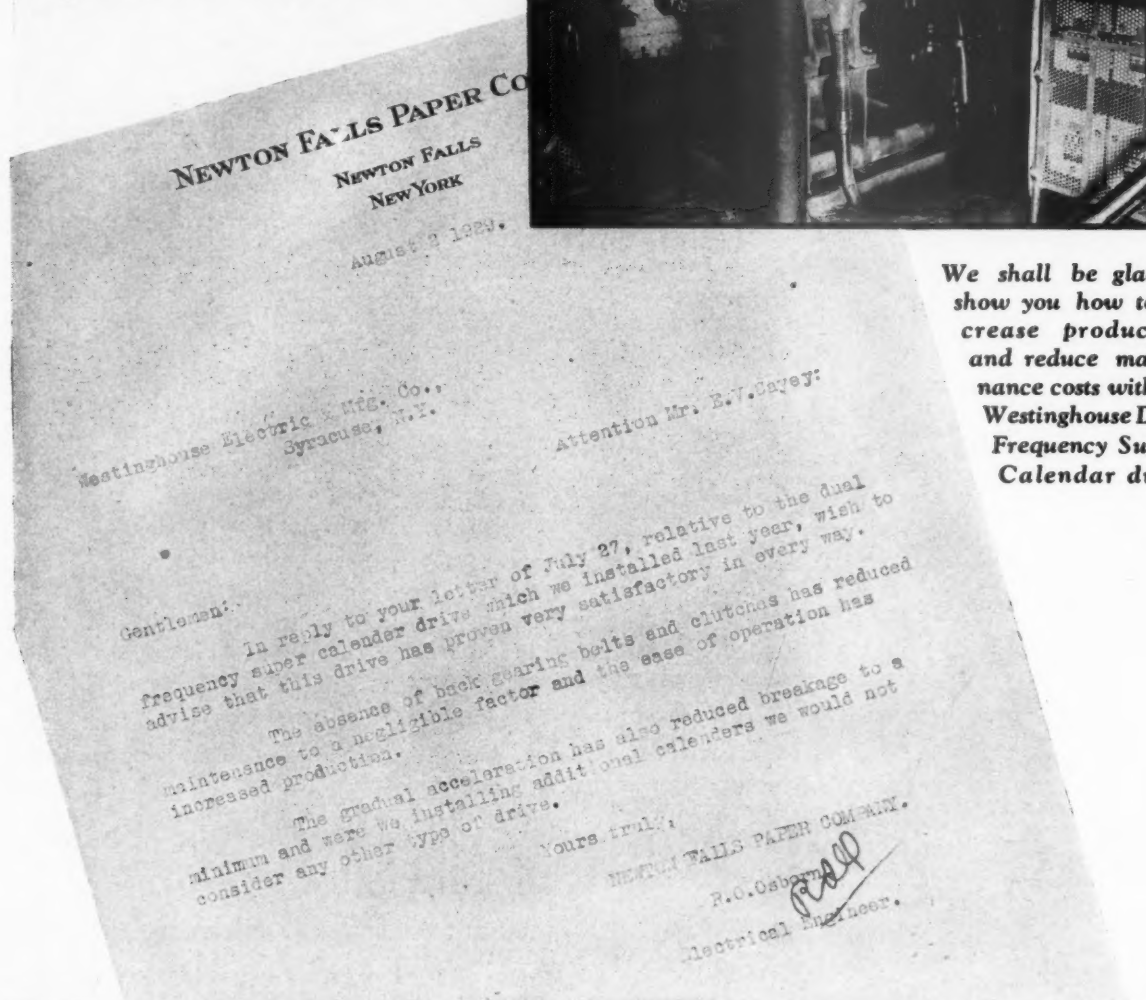 NEWTON FALLS PAPER CO
NEWTON FALLS
NEW YORK
August 2 1929.
Westinghouse Electric & Mfg. Co.,
Syracuse, N.Y.
Attention Mr. E.V.Sayey:
Gentlemen:
In reply to your letter of July 27, relative to the dual
frequency super calender drive which we installed last year, wish to
advise that this drive has proven very satisfactory in every way.
The absence of back gearing belts and clutches has reduced
maintenance to a negligible factor and the ease of operation has
increased production.
The gradual acceleration has also reduced breakage to a
minimum and were we installing additional calenders we would not
consider any other type of drive.
Yours truly,
NEWTON FALLS PAPER COMPANY.
R.O.Osborn
Electrical Engineer.
We shall be gla
show you how to
crease produc
and reduce ma
nance costs with
Westinghouse D
Frequency Su
Calendar dr